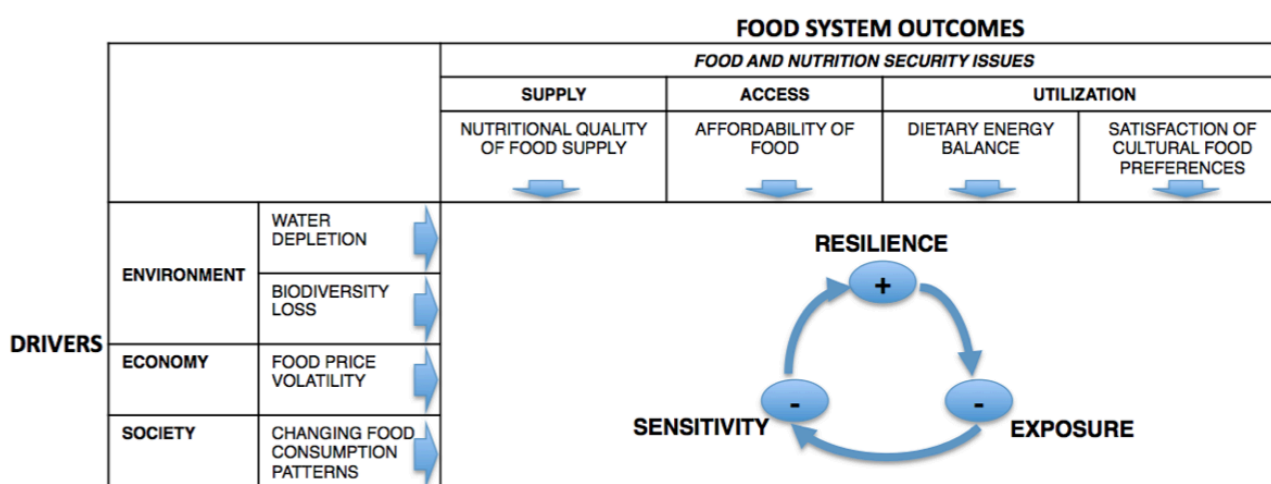 FOOD SYSTEM OUTCOMES
FOOD AND NUTRITION SECURITY ISSUES
SUPPLY
ACCESS
UTILIZATION
NUTRITIONAL QUALITY
OF FOOD SUPPLY
AFFORDABILITY OF
FOOD
DIETARY ENERGY
BALANCE
SATISFACTION OF
CULTURAL FOOD
PREFERENCES
DRIVERS
ENVIRONMENT
WATER
DEPLETION
BIODIVERSITY
LOSS
ECONOMY
FOOD PRICE
VOLATILITY
SOCIETY
CHANGING FOOD
CONSUMPTION
PATTERNS
RESILIENCE
+
-
SENSITIVITY
-
EXPOSURE